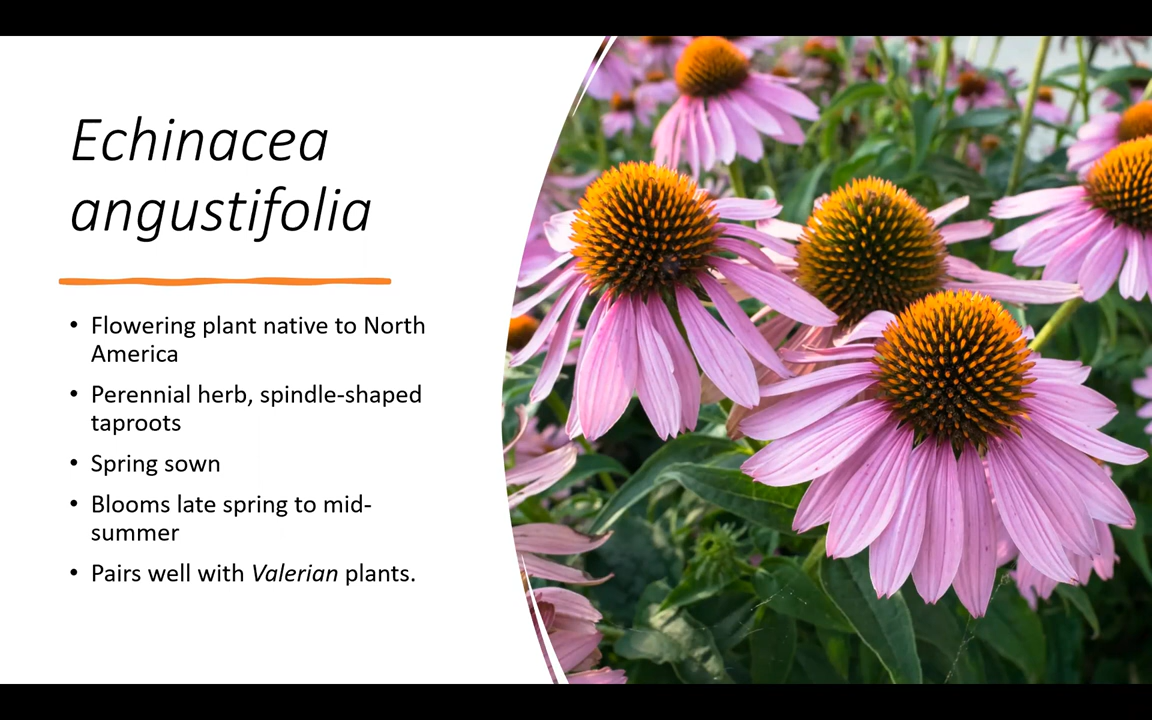 Echinacea
angustifolia
• Flowering plant native to North
America
• Perennial herb, spindle-shaped
taproots
• Spring sown
• Blooms late spring to mid-
summer
• Pairs well with Valerian plants.